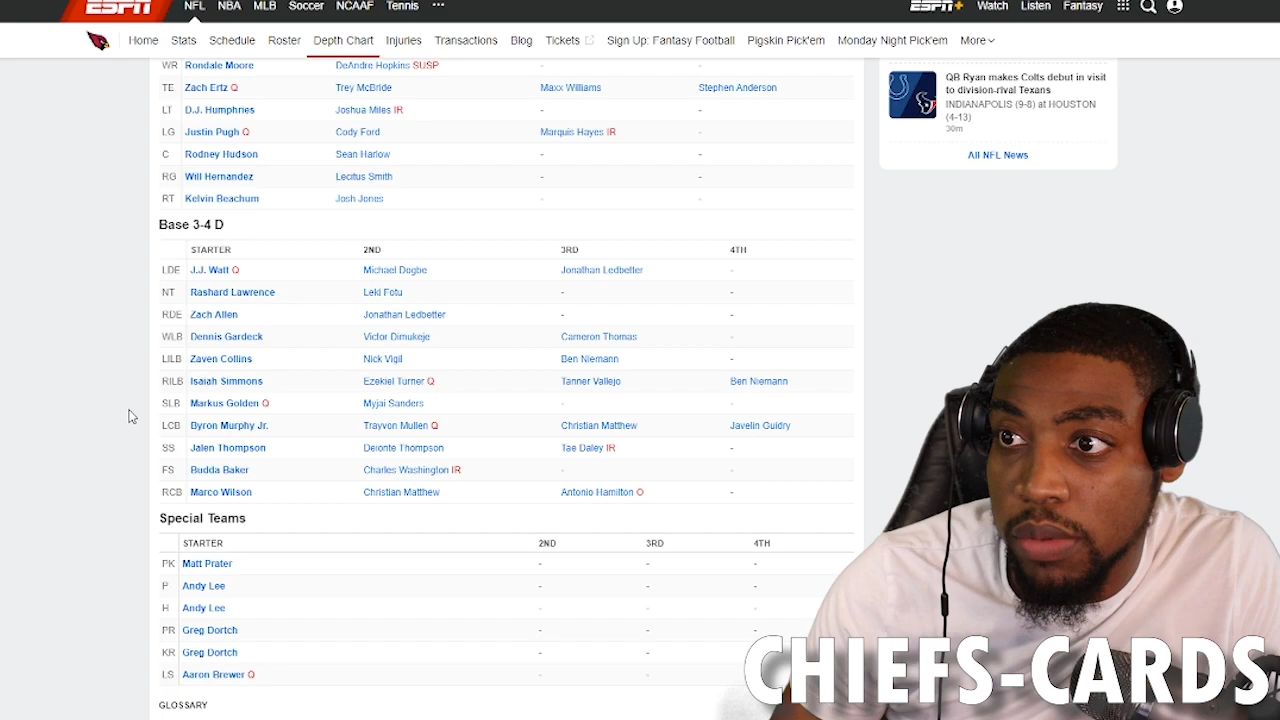 ESPN NFL NBA MLB Soccer NCAAF Tennis ... ESPN+ Watch Listen Fantasy
Home Stats Schedule Roster Depth Chart Injuries Transactions Blog Tickets Sign Up: Fantasy Football Pigskin Pick'em Monday Night Pick'em More
WR Rondale Moore DeAndre Hopkins SUSP - -
TE Zach Ertz Q Trey McBride Maxx Williams Stephen Anderson
LT D.J. Humphries Joshua Miles IR - -
LG Justin Pugh Q Cody Ford Marquis Hayes IR -
C Rodney Hudson Sean Harlow - -
RG Will Hernandez Lecitus Smith - -
RT Kelvin Beachum Josh Jones - -
Base 3-4 D
STARTER 2ND 3RD 4TH
LDE J.J. Watt Q Michael Dogbe Jonathan Ledbetter -
NT Rashard Lawrence Leki Fotu - -
RDE Zach Allen Jonathan Ledbetter - -
WLB Dennis Gardeck Victor Dimukeje Cameron Thomas -
LILB Zaven Collins Nick Vigil Ben Niemann -
RILB Isaiah Simmons Ezekiel Turner Q Tanner Vallejo Ben Niemann
SLB Markus Golden Q Myjai Sanders - -
LCB Byron Murphy Jr. Trayvon Mullen Q Christian Matthew Javelin Guidry
SS Jalen Thompson Deionte Thompson Tae Daley IR -
FS Budda Baker Charles Washington IR - -
RCB Marco Wilson Christian Matthew Antonio Hamilton O -
Special Teams
STARTER 2ND 3RD 4TH
PK Matt Prater - - -
P Andy Lee - - -
H Andy Lee - - -
PR Greg Dortch - - -
KR Greg Dortch - - -
LS Aaron Brewer Q - -
GLOSSARY
QB Ryan makes Colts debut in visit
to division-rival Texans
INDIANAPOLIS (9-8) at HOUSTON
(4-13)
30m
All NFL News
CHIEFS-CARDS